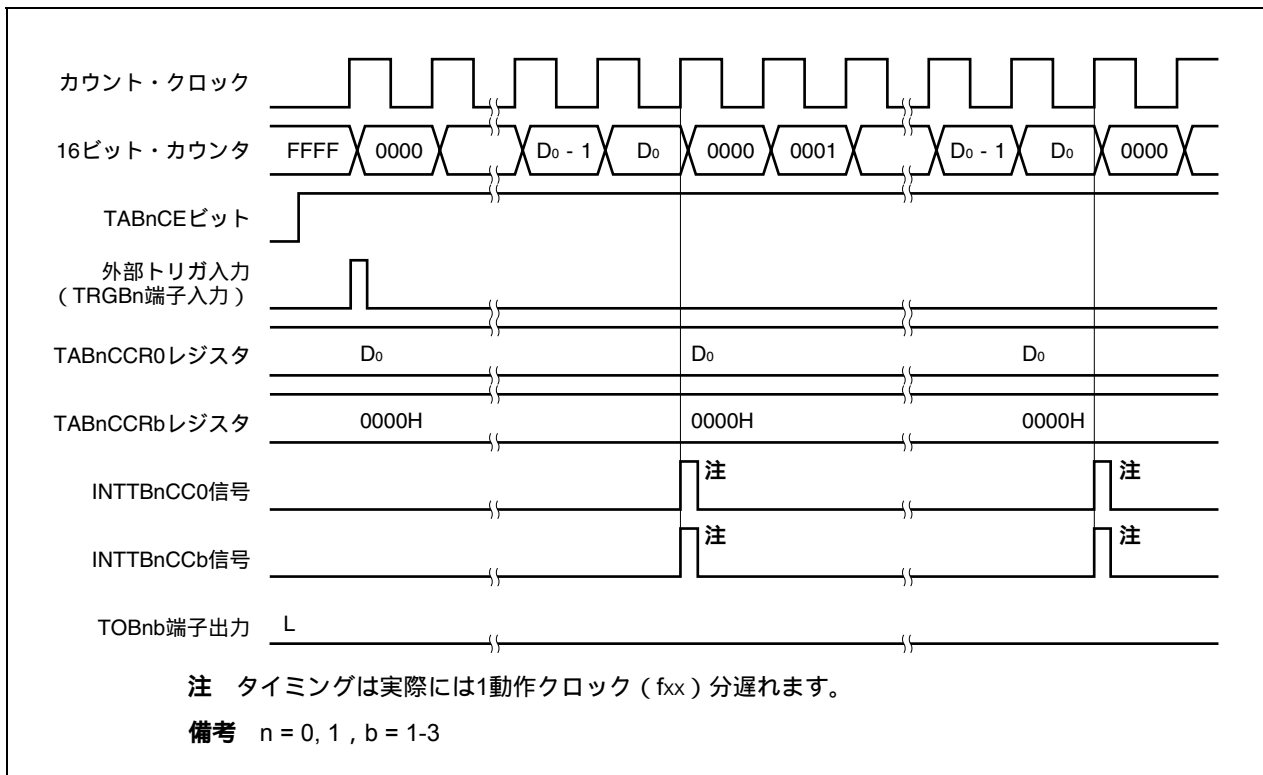 カウント・クロック
16ビット・カウンタ FFFF 0000 D0 - 1 D0 0000 0001 D0 - 1 D0 0000
TABnCEビット
外部トリガ入力
（TRGBn端子入力）
TABnCCR0レジスタ D0 D0 D0
TABnCCRbレジスタ 0000H 0000H 0000H
INTTBnCC0信号 注 注
INTTBnCCb信号 注 注
TOBnb端子出力 L
注 タイミングは実際には1動作クロック（fxx）分遅れます。
備考 n = 0, 1 , b = 1-3